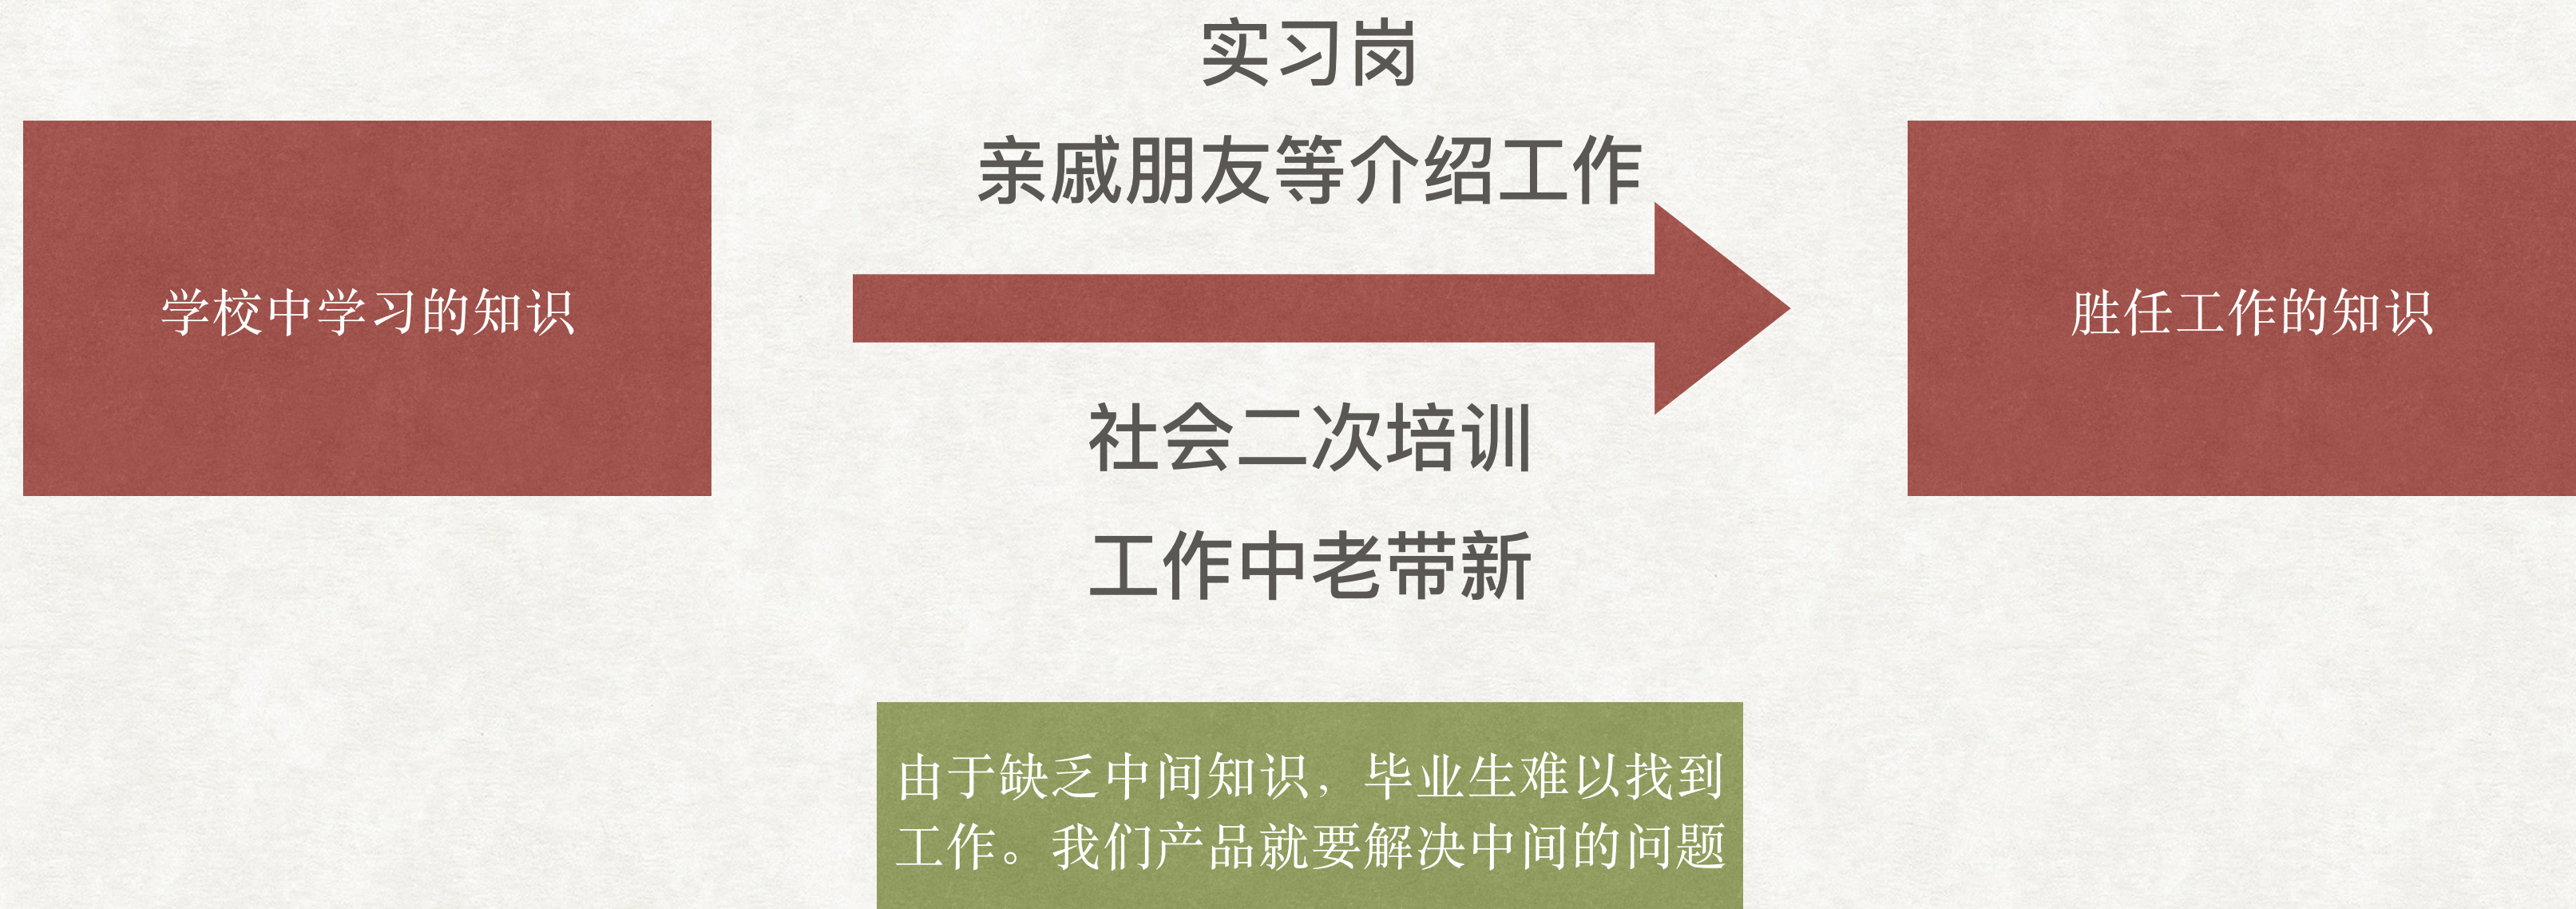 实习岗
亲戚朋友等介绍工作
学校中学习的知识
胜任工作的知识
社会二次培训
工作中老带新
由于缺乏中间知识，毕业生难以找到
工作。我们产品就要解决中间的问题